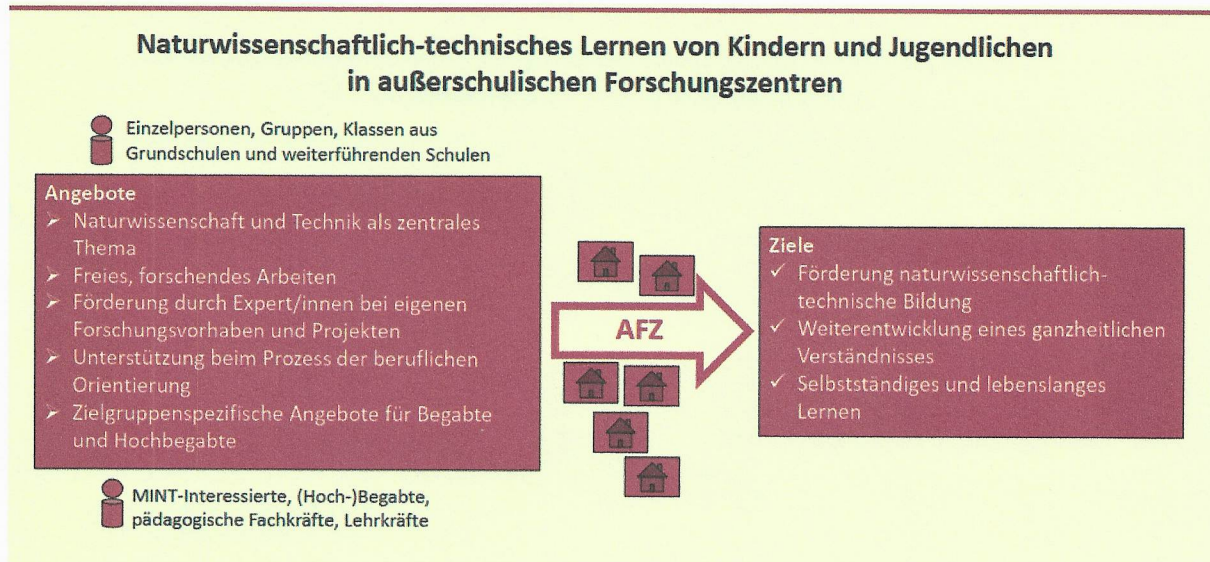 Naturwissenschaftlich-technisches Lernen von Kindern und Jugendlichen
in außerschulischen Forschungszentren
Einzelpersonen, Gruppen, Klassen aus
Grundschulen und weiterführenden Schulen
Angebote
➢ Naturwissenschaft und Technik als zentrales
Thema
➢ Freies, forschendes Arbeiten
➢ Förderung durch Expert/innen bei eigenen
Forschungsvorhaben und Projekten
➢ Unterstützung beim Prozess der beruflichen
Orientierung
➢ Zielgruppenspezifische Angebote für Begabte
und Hochbegabte
MINT-Interessierte, (Hoch-)Begabte,
pädagogische Fachkräfte, Lehrkräfte
AFZ
Ziele
✓ Förderung naturwissenschaftlich-
technische Bildung
✓ Weiterentwicklung eines ganzheitlichen
Verständnisses
✓ Selbstständiges und lebenslanges
Lernen